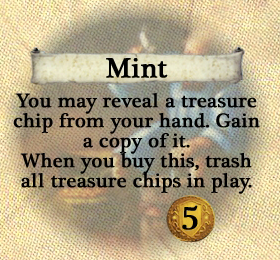 Mint
You may reveal a treasure
chip from your hand. Gain
a copy of it.
When you buy this, trash
all treasure chips in play.
5